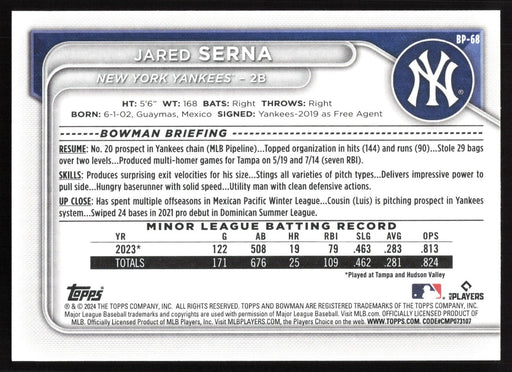 BP-68
JARED SERNA
NEW YORK YANKEES® – 2B
NY
HT: 5'6" WT: 168 BATS: Right THROWS: Right
BORN: 6-1-02, Guaymas, Mexico SIGNED: Yankees-2019 as Free Agent
BOWMAN BRIEFING
RESUME: No. 20 prospect in Yankees chain (MLB Pipeline)...Topped organization in hits (144) and runs (90)...Stole 29 bags
over two levels...Produced multi-homer games for Tampa on 5/19 and 7/14 (seven RBI).
SKILLS: Produces surprising exit velocities for his size...Stings all varieties of pitch types...Delivers impressive power to
pull side...Hungry baserunner with solid speed...Utility man with clean defensive actions.
UP CLOSE: Has spent multiple offseasons in Mexican Pacific Winter League...Cousin (Luis) is pitching prospect in Yankees
system...Swiped 24 bases in 2021 pro debut in Dominican Summer League.
MINOR LEAGUE BATTING RECORD
YR G AB HR RBI SLG AVG OPS
2023* 122 508 19 79 .463 .283 .813
TOTALS 171 676 25 109 .462 .281 .824
*Played at Tampa and Hudson Valley
Topps
PLAYERS
® & © 2024 THE TOPPS COMPANY, INC. ALL RIGHTS RESERVED. TOPPS AND BOWMAN ARE REGISTERED TRADEMARKS OF THE TOPPS COMPANY, INC.
Major League Baseball trademarks and copyrights are used with permission of Major League Baseball. Visit MLB.com. OFFICIALLY LICENSED PRODUCT OF
MLB. Officially Licensed Product of MLB Players, Inc. Visit MLBPLAYERS.com, the Players Choice on the web. WWW.TOPPS.COM. CODE#CMP073107